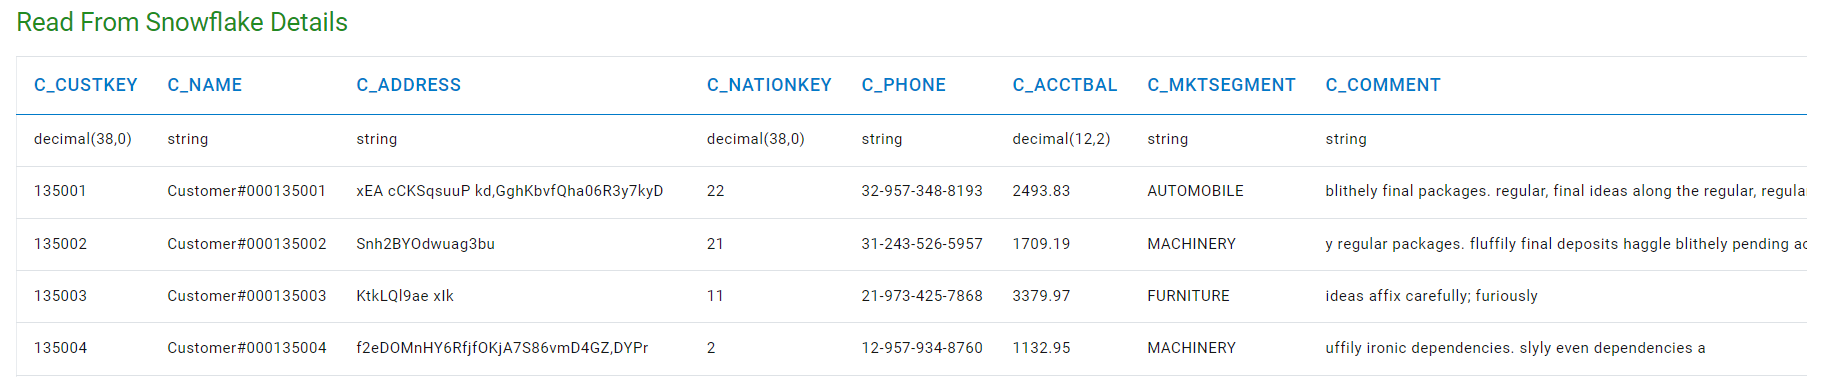 Read From Snowflake Details
C_CUSTKEY C_NAME C_ADDRESS C_NATIONKEY C_PHONE C_ACCTBAL C_MKTSEGMENT C_COMMENT
decimal(38,0) string string decimal(38,0) string decimal(12,2) string string
135001 Customer#000135001 xEA cCKSqsuuP kd,GghKbvfQha06R3y7kyD 22 32-957-348-8193 2493.83 AUTOMOBILE blithely final packages. regular, final ideas along the regular, regula
135002 Customer#000135002 Snh2BYOdwuag3bu 21 31-243-526-5957 1709.19 MACHINERY y regular packages. fluffily final deposits haggle blithely pending ac
135003 Customer#000135003 KtkLQl9ae xIk 11 21-973-425-7868 3379.97 FURNITURE ideas affix carefully; furiously
135004 Customer#000135004 f2eDOMnHY6RfjfOKjA7S86vmD4GZ,DYPr 2 12-957-934-8760 1132.95 MACHINERY uffily ironic dependencies. slyly even dependencies a